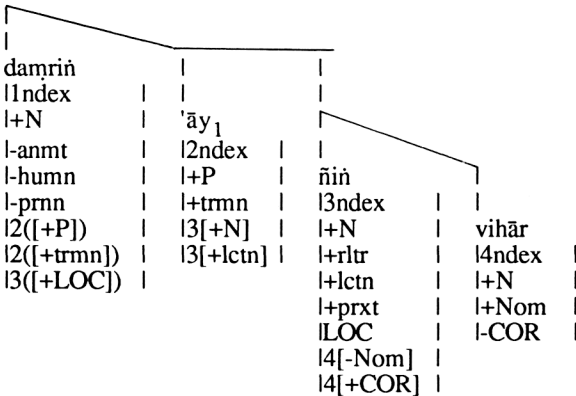 daṃriṅ
|1ndex
|+N
|-anmt
|-humn
|-prnn
|2([+P])
|2([+trmn])
|3([+LOC])
'āy1
|2ndex
|+P
|+trmn
|3[+N]
|3[+lctn]
ñiṅ
|3ndex
|+N
|+rltr
|+lctn
|+prxt
|LOC
|4[-Nom]
|4[+COR]
vihār
|4ndex
|+N
|+Nom
|-COR